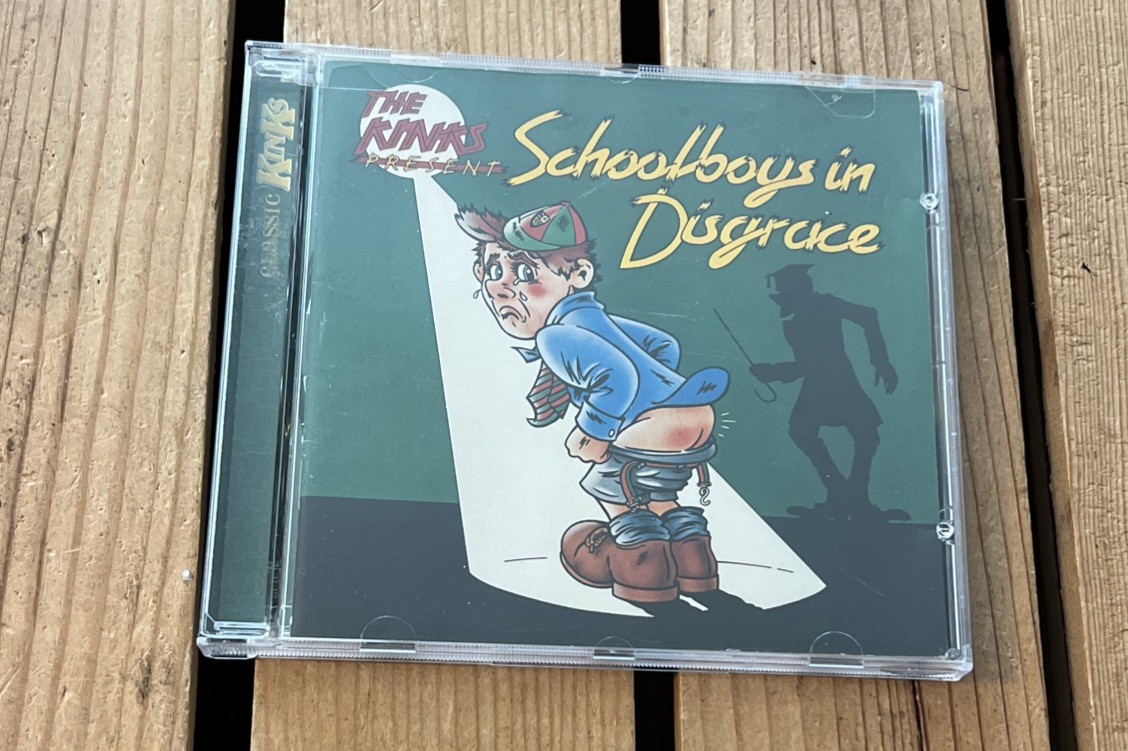 THE
KINKS
PRESENT
Schoolboys in
Disgrace
CLASSIC KINKS